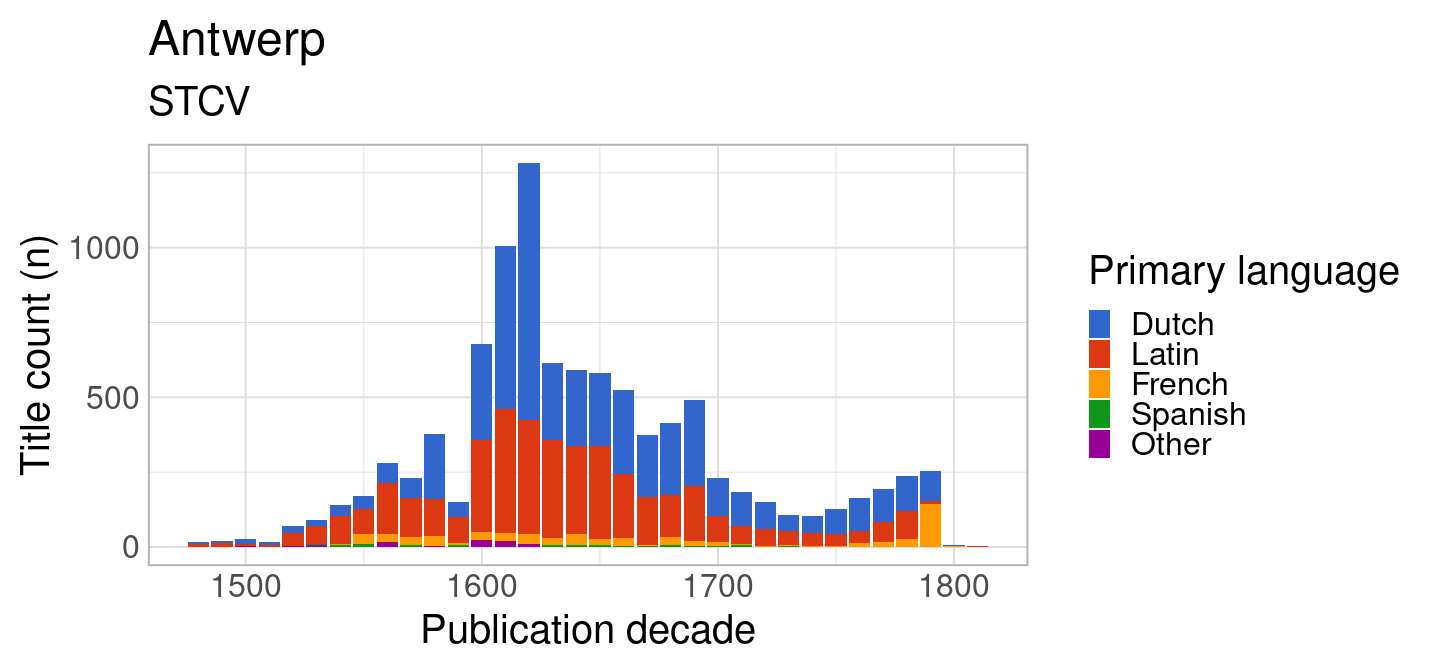 Antwerp
STCV
Title count (n)
1000
500
0
1500 1600 1700 1800
Publication decade
Primary language
Dutch
Latin
French
Spanish
Other